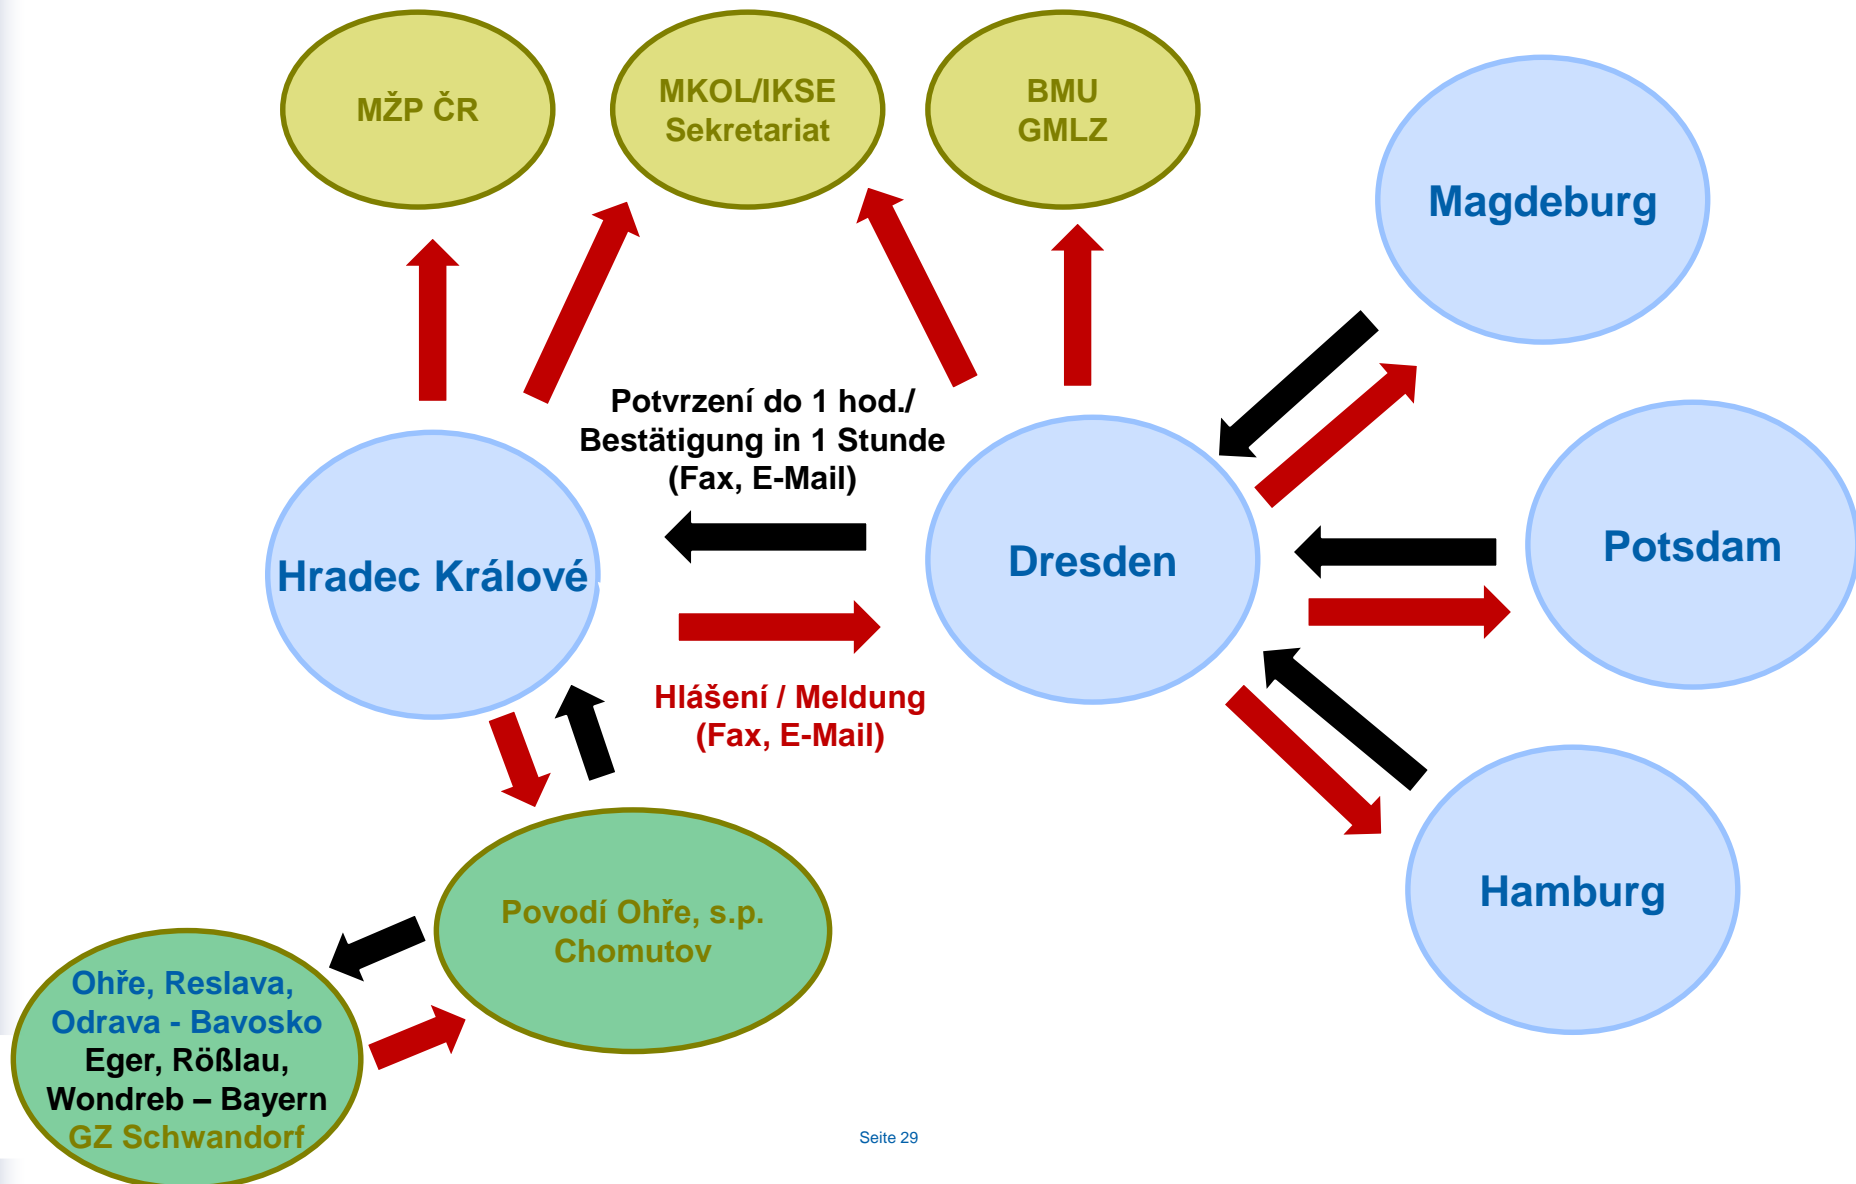 MŽP ČR
MKOL/IKSE
Sekretariat
BMU
GMLZ
Magdeburg
Potvrzení do 1 hod./
Bestätigung in 1 Stunde
(Fax, E-Mail)
Hradec Králové
Dresden
Potsdam
Hlášení / Meldung
(Fax, E-Mail)
Hamburg
Povodí Ohře, s.p.
Chomutov
Ohře, Reslava,
Odrava - Bavosko
Eger, Rößlau,
Wondreb – Bayern
GZ Schwandorf
Seite 29